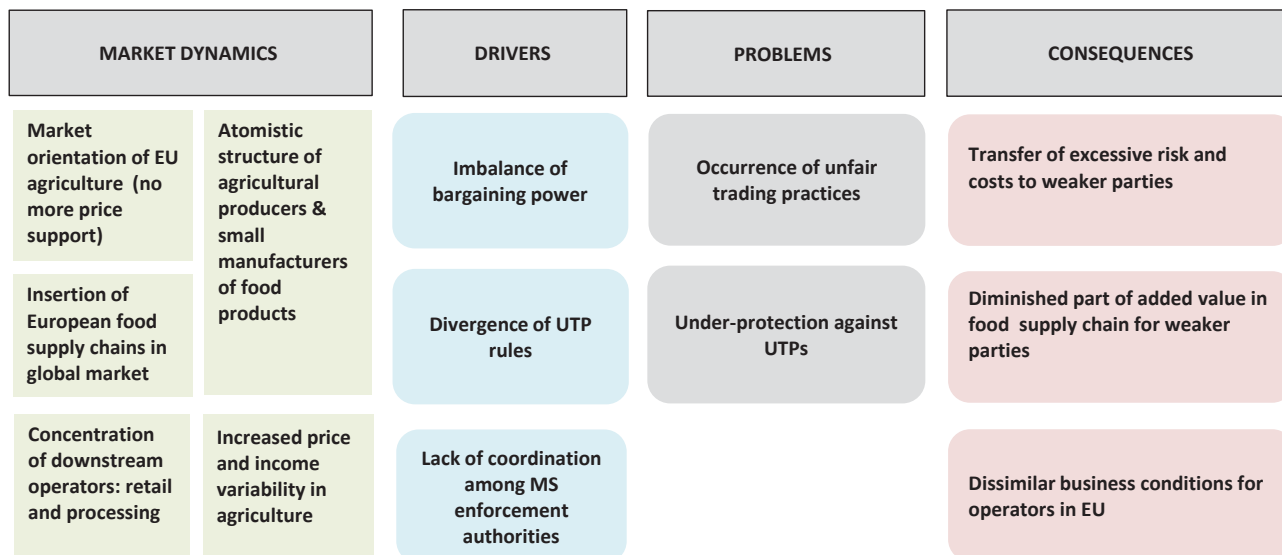 MARKET DYNAMICS
DRIVERS
PROBLEMS
CONSEQUENCES
Market
orientation of EU
agriculture (no
more price
support)
Insertion of
European food
supply chains in
global market
Concentration
of downstream
operators: retail
and processing
Atomistic
structure of
agricultural
producers &
small
manufacturers
of food
products
Increased price
and income
variability in
agriculture
Imbalance of
bargaining power
Divergence of UTP
rules
Lack of coordination
among MS
enforcement
authorities
Occurrence of unfair
trading practices
Under-protection against
UTPs
Transfer of excessive risk and
costs to weaker parties
Diminished part of added value in
food supply chain for weaker
parties
Dissimilar business conditions for
operators in EU